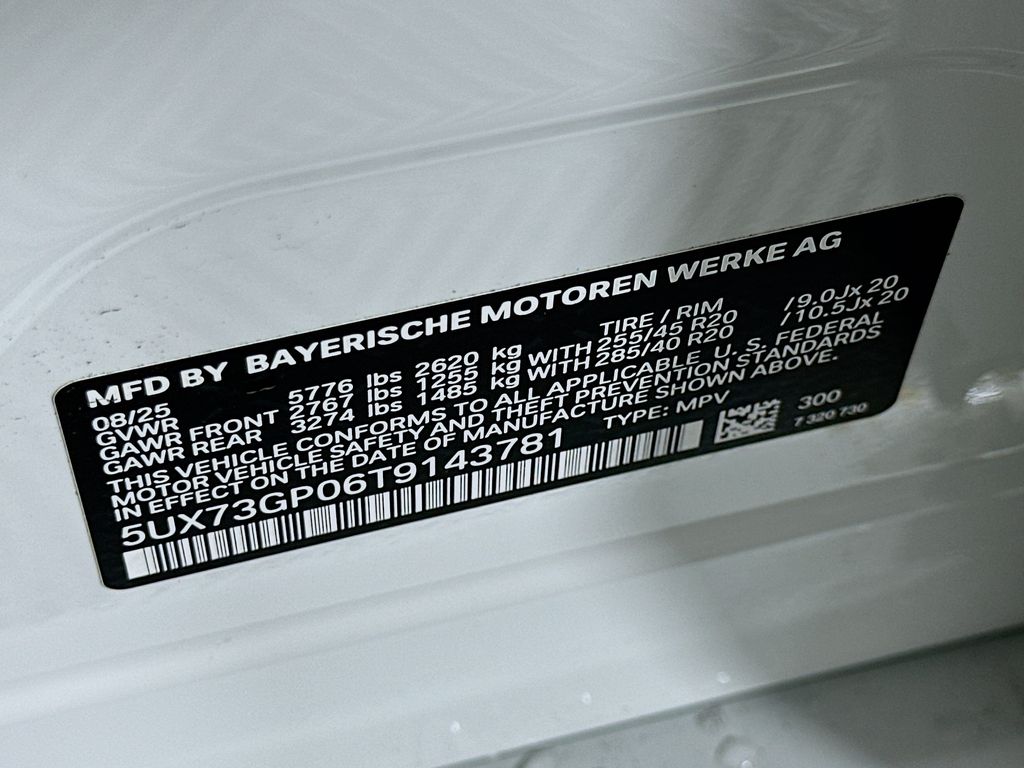 MFD BY BAYERISCHE MOTOREN WERKE AG
08/25 TIRE / RIM
GVWR 5776 lbs 2620 kg
GAWR FRONT 2767 lbs 1255 kg WITH 255/45 R20 /9.0Jx 20
GAWR REAR 3274 lbs 1485 kg WITH 285/40 R20 /10.5Jx 20
THIS VEHICLE CONFORMS TO ALL APPLICABLE U. S. FEDERAL
MOTOR VEHICLE SAFETY AND THEFT PREVENTION STANDARDS
IN EFFECT ON THE DATE OF MANUFACTURE SHOWN ABOVE.
5UX73GP06T9143781 TYPE: MPV 300
7 320 730